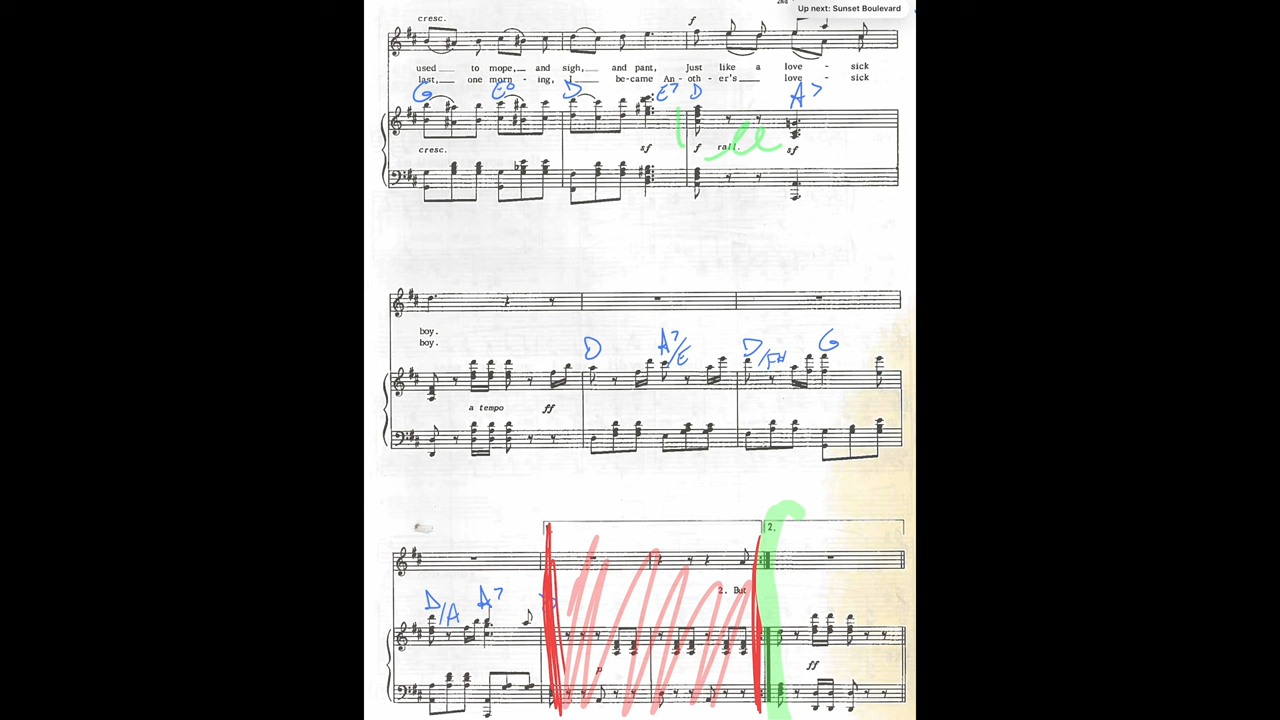 2nd
Up next: Sunset Boulevard
cresc.
f
used to mope, and sigh, and pant, Just like a love - sick
last, one morn - ing, I be-came An - oth - er's love - sick
G E° D E7 D A7
cresc. sf f rall. sf
boy.
boy.
D A7/E D/F# G
a tempo ff
2.
D/A A7
2. But
p ff